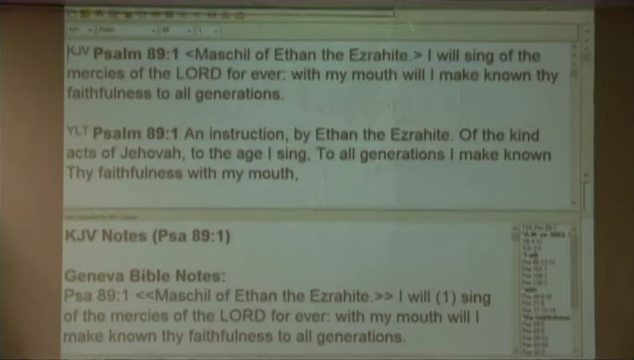 KJV Psalm 89:1 <Maschil of Ethan the Ezrahite.> I will sing of the
mercies of the LORD for ever: with my mouth will I make known thy
faithfulness to all generations.
YLT Psalm 89:1 An instruction, by Ethan the Ezrahite. Of the kind
acts of Jehovah, to the age I sing, To all generations I make known
Thy faithfulness with my mouth,
KJV Notes (Psa 89:1)
Geneva Bible Notes:
Psa 89:1 <<Maschil of Ethan the Ezrahite.>> I will (1) sing
of the mercies of the LORD for ever: with my mouth will I
make known thy faithfulness to all generations.